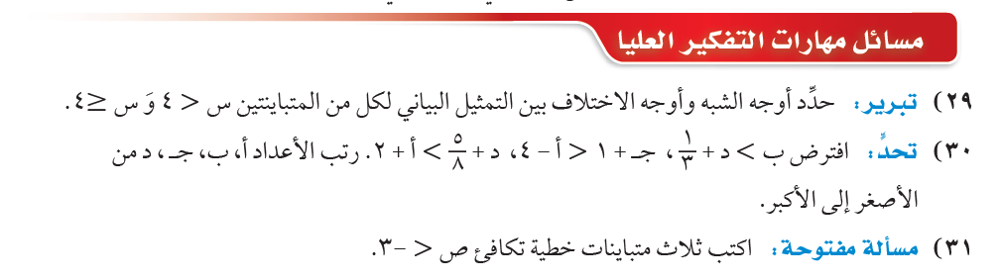 مسائل مهارات التفكير العليا
٢٩) تبرير: حدِّد أوجه الشبه وأوجه الاختلاف بين التمثيل البياني لكل من المتباينتين س < ٤ وَ س ≤ ٤.
٣٠) تحدٍّ: افترض ب > د + ١/٣ ، جـ + ١ < أ − ٤، د + ٥/٨ > أ + ٢. رتب الأعداد أ، ب، جـ، د من
الأصغر إلى الأكبر.
٣١) مسألة مفتوحة: اكتب ثلاث متباينات خطية تكافئ ص < −٣.